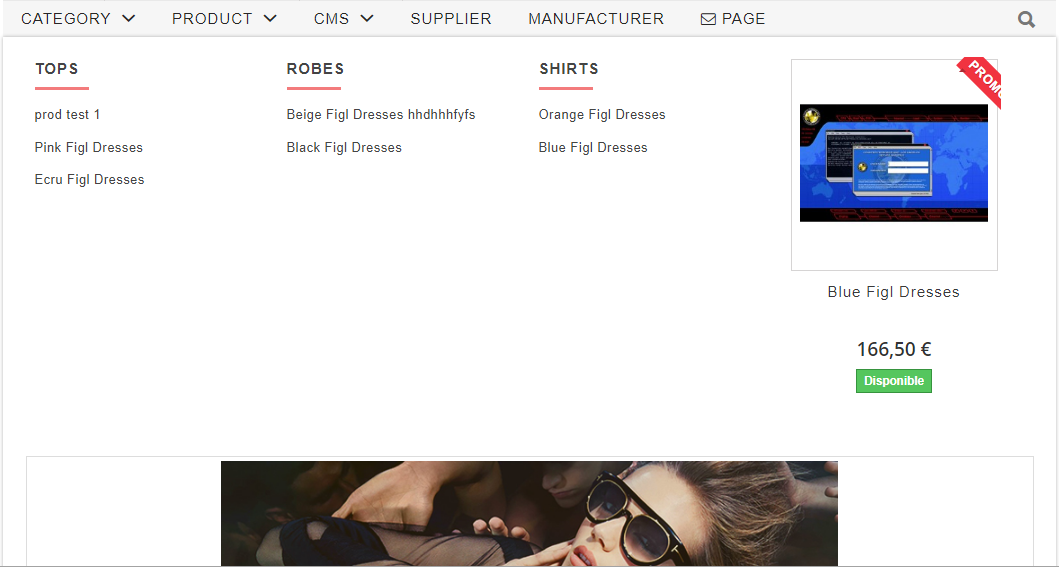 CATEGORY PRODUCT CMS SUPPLIER MANUFACTURER PAGE
TOPS ROBES SHIRTS
PROMO
prod test 1 Beige Figl Dresses hhdhhhfyfs Orange Figl Dresses
Pink Figl Dresses Black Figl Dresses Blue Figl Dresses
Ecru Figl Dresses
Blue Figl Dresses
166,50 €
Disponible